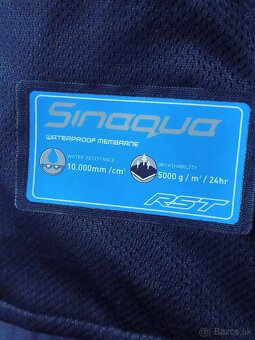 Sinaqua
WATERPROOF MEMBRANE
WATER RESISTANCE
10.000mm /cm²
BREATHABILITY
5000 g / m² / 24hr
RST
Bazos.sk